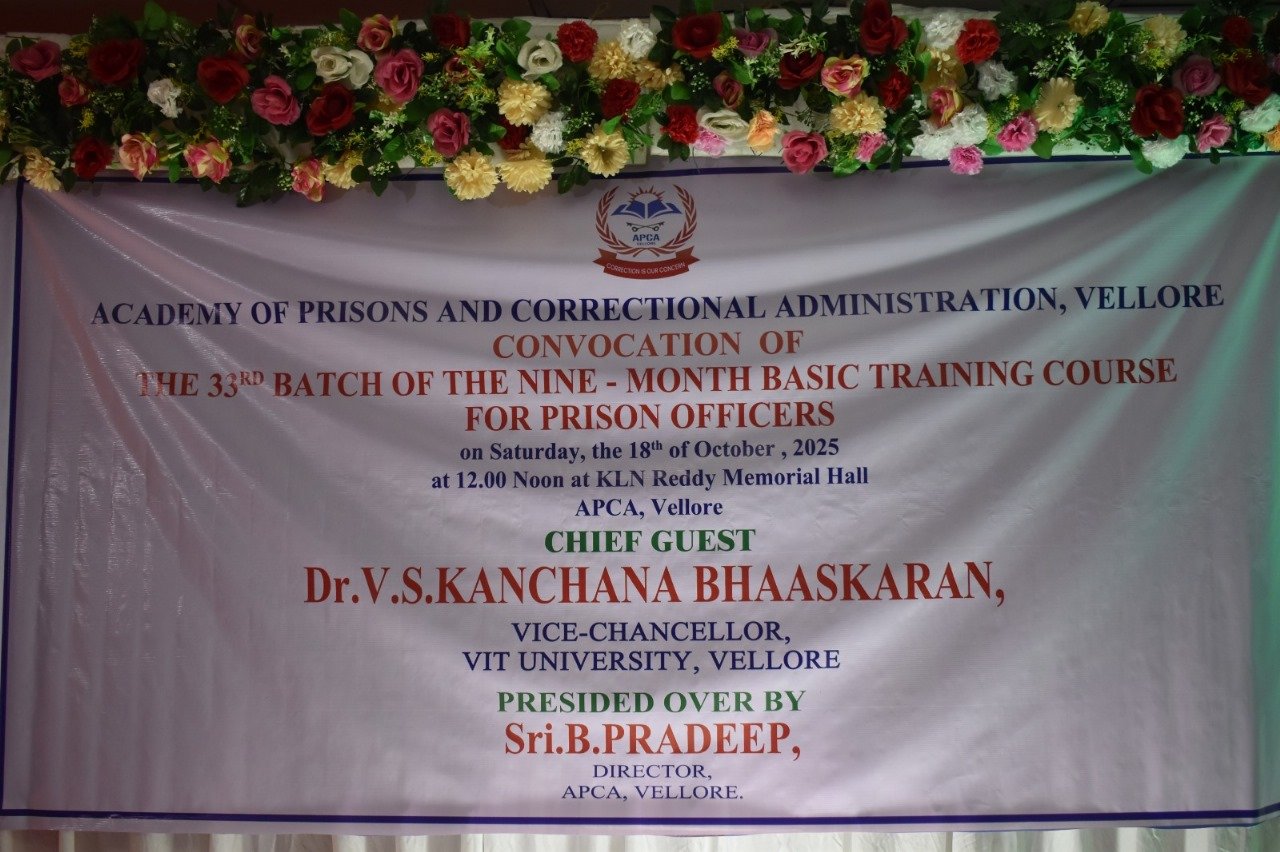 APCA
VELLORE
CORRECTION IS OUR CONCERN
ACADEMY OF PRISONS AND CORRECTIONAL ADMINISTRATION, VELLORE
CONVOCATION OF
THE 33RD BATCH OF THE NINE - MONTH BASIC TRAINING COURSE
FOR PRISON OFFICERS
on Saturday, the 18th of October , 2025
at 12.00 Noon at KLN Reddy Memorial Hall
APCA, Vellore
CHIEF GUEST
Dr.V.S.KANCHANA BHAASKARAN,
VICE-CHANCELLOR,
VIT UNIVERSITY, VELLORE
PRESIDED OVER BY
Sri.B.PRADEEP,
DIRECTOR,
APCA, VELLORE.